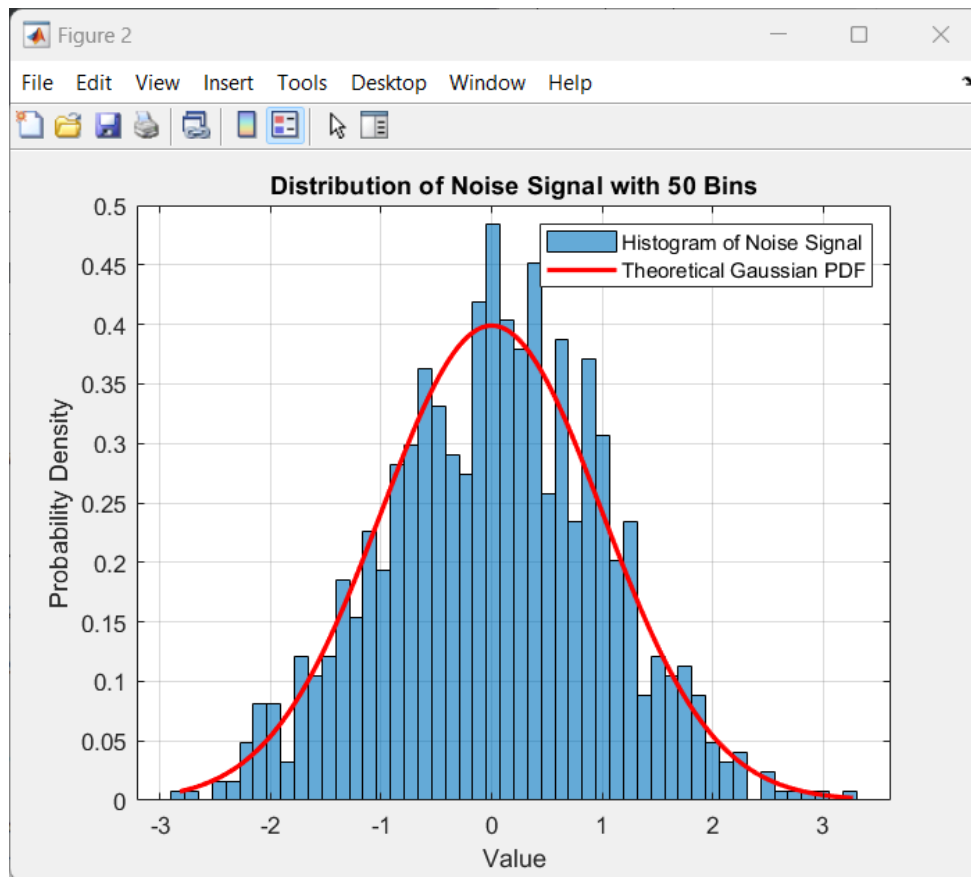 Figure 2
File Edit View Insert Tools Desktop Window Help
Distribution of Noise Signal with 50 Bins
Histogram of Noise Signal
Theoretical Gaussian PDF
0.5
0.45
0.4
0.35
0.3
0.25
0.2
0.15
0.1
0.05
0
Probability Density
-3 -2 -1 0 1 2 3
Value